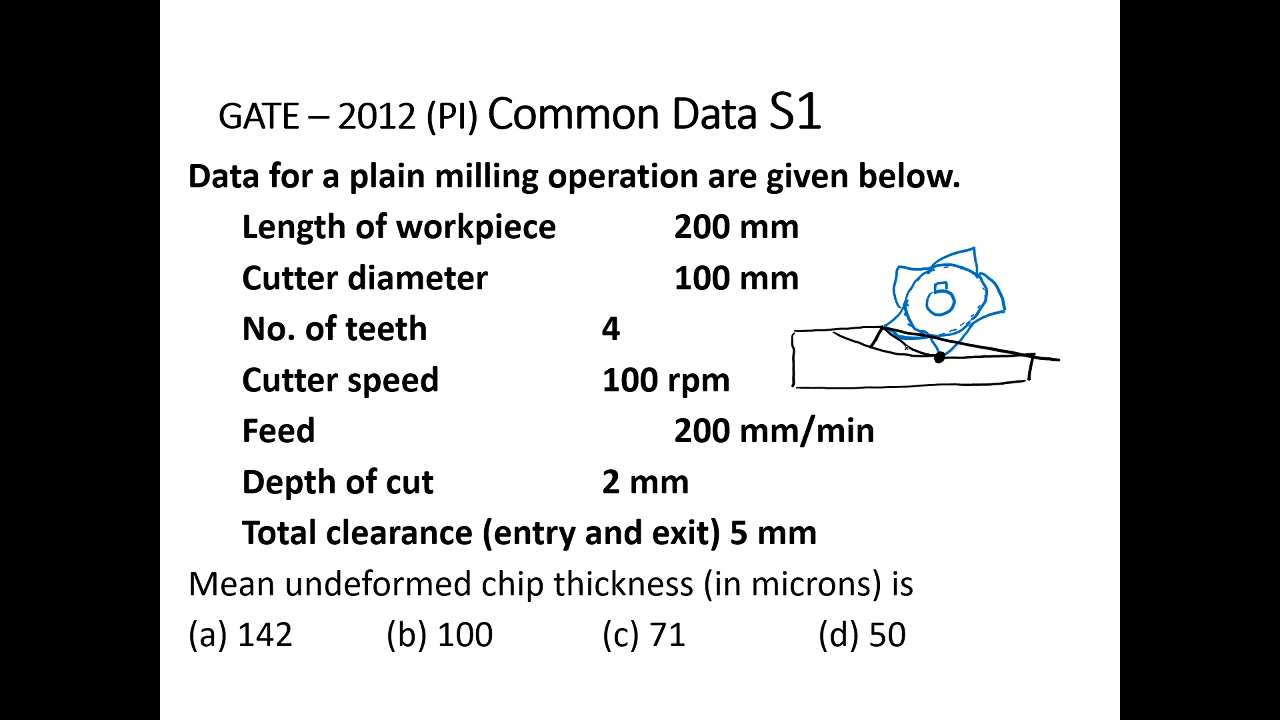 GATE – 2012 (PI) Common Data S1
Data for a plain milling operation are given below.
Length of workpiece 200 mm
Cutter diameter 100 mm
No. of teeth 4
Cutter speed 100 rpm
Feed 200 mm/min
Depth of cut 2 mm
Total clearance (entry and exit) 5 mm
Mean undeformed chip thickness (in microns) is
(a) 142 (b) 100 (c) 71 (d) 50